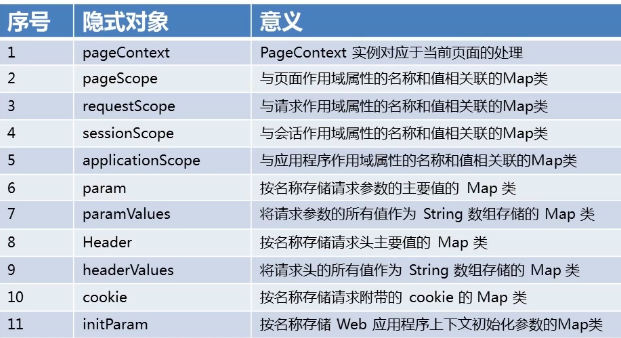 序号 隐式对象 意义
1 pageContext PageContext 实例对应于当前页面的处理
2 pageScope 与页面作用域属性的名称和值相关联的Map类
3 requestScope 与请求作用域属性的名称和值相关联的Map类
4 sessionScope 与会话作用域属性的名称和值相关联的Map类
5 applicationScope 与应用程序作用域属性的名称和值相关联的Map类
6 param 按名称存储请求参数的主要值的 Map 类
7 paramValues 将请求参数的所有值作为 String 数组存储的 Map 类
8 Header 按名称存储请求头主要值的 Map 类
9 headerValues 将请求头的所有值作为 String 数组存储的 Map 类
10 cookie 按名称存储请求附带的 cookie 的 Map 类
11 initParam 按名称存储 Web 应用程序上下文初始化参数的Map类